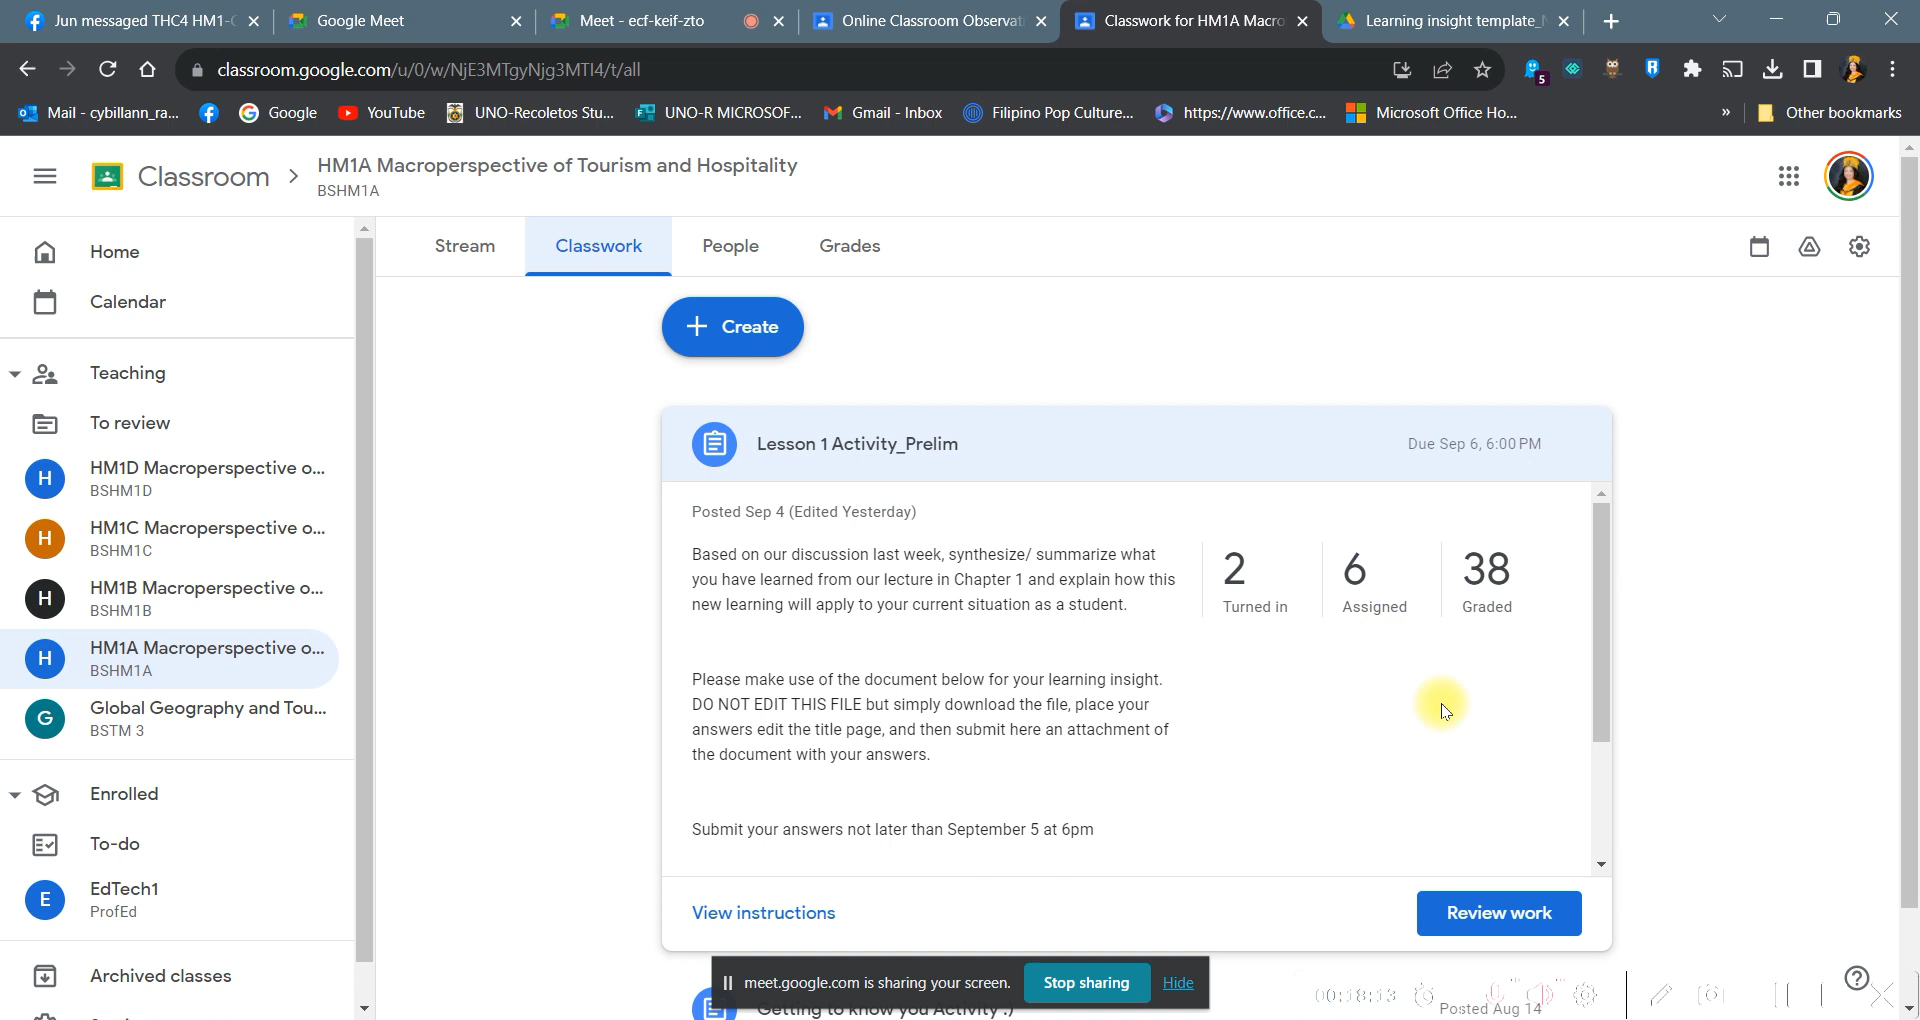 Jun messaged THC4 HM1-C
Google Meet
Meet - ecf-keif-zto
Online Classroom Observat
Classwork for HM1A Macro
Learning insight template_
classroom.google.com/u/0/w/NjE3MTgyNjg3MTI4/t/all
5
Mail - cybillann_ra...
Google
YouTube
UNO-Recoletos Stu...
UNO-R MICROSOF...
Gmail - Inbox
Filipino Pop Culture...
https://www.office.c...
Microsoft Office Ho...
»
Other bookmarks
Classroom
HM1A Macroperspective of Tourism and Hospitality
BSHM1A
Home
Calendar
Teaching
To review
H
HM1D Macroperspective o...
BSHM1D
H
HM1C Macroperspective o...
BSHM1C
H
HM1B Macroperspective o...
BSHM1B
H
HM1A Macroperspective o...
BSHM1A
G
Global Geography and Tou...
BSTM 3
Enrolled
To-do
E
EdTech1
ProfEd
Archived classes
Stream
Classwork
People
Grades
+ Create
Lesson 1 Activity_Prelim
Due Sep 6, 6:00 PM
Posted Sep 4 (Edited Yesterday)
Based on our discussion last week, synthesize/ summarize what
you have learned from our lecture in Chapter 1 and explain how this
new learning will apply to your current situation as a student.
2
Turned in
6
Assigned
38
Graded
Please make use of the document below for your learning insight.
DO NOT EDIT THIS FILE but simply download the file, place your
answers edit the title page, and then submit here an attachment of
the document with your answers.
Submit your answers not later than September 5 at 6pm
View instructions
Review work
meet.google.com is sharing your screen.
Stop sharing
Hide
Getting to know you Activity :)
Posted Aug 14
00:18:13